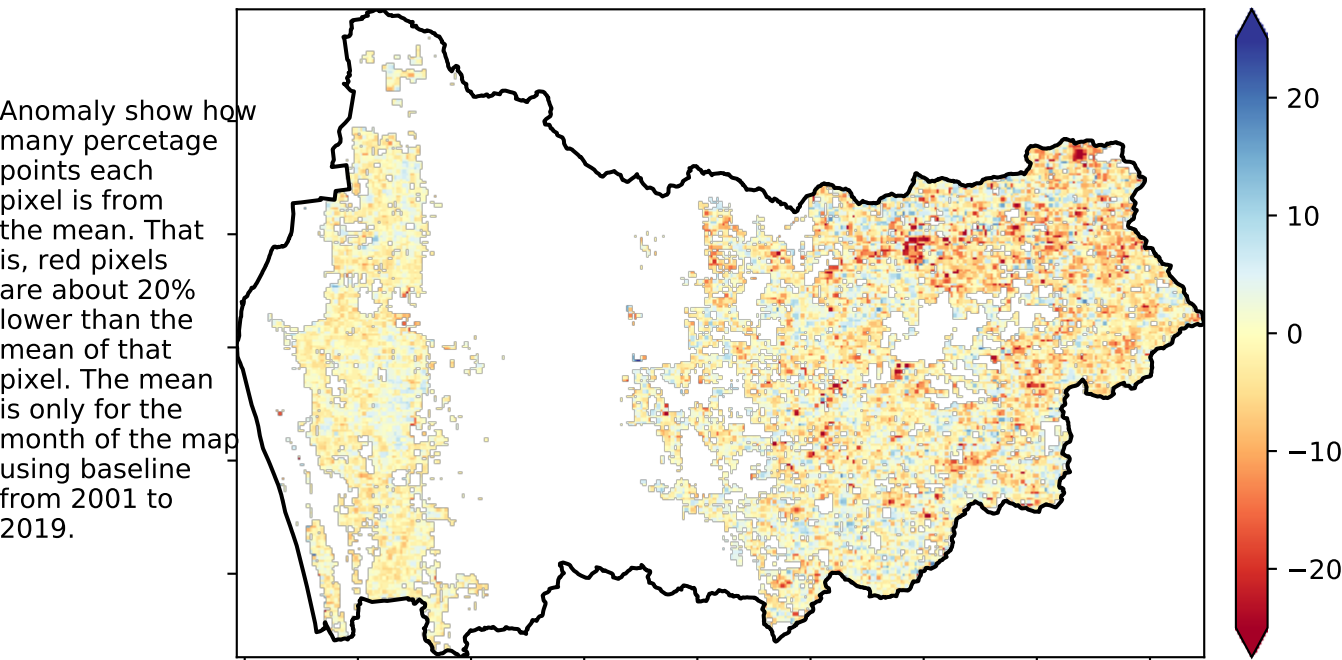 Anomaly show how
many percetage
points each
pixel is from
the mean. That
is, red pixels
are about 20%
lower than the
mean of that
pixel. The mean
is only for the
month of the map
using baseline
from 2001 to
2019.
20
10
0
−10
−20